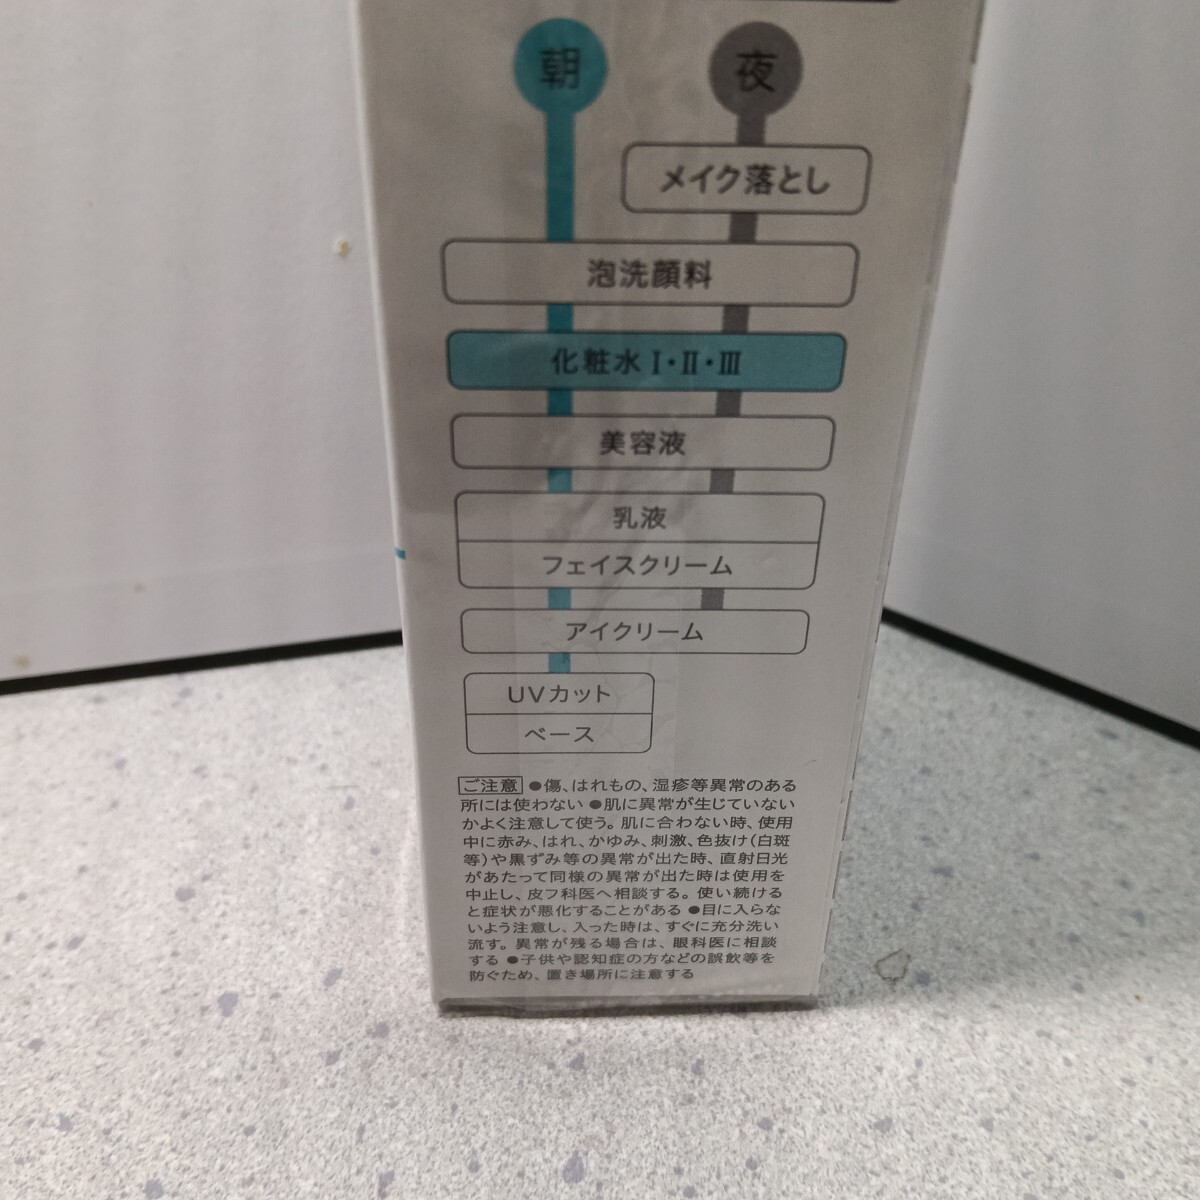 朝 夜
メイク落とし
泡洗顔料
化粧水Ⅰ・Ⅱ・Ⅲ
美容液
乳液
フェイスクリーム
アイクリーム
UVカット
ベース
ご注意 ●傷、はれもの、湿疹等異常のある
所には使わない ●肌に異常が生じていない
かよく注意して使う。肌に合わない時、使用
中に赤み、はれ、かゆみ、刺激、色抜け(白斑
等)や黒ずみ等の異常が出た時、直射日光
があたって同様の異常が出た時は使用を
中止し、皮フ科医へ相談する。使い続ける
と症状が悪化することがある ●目に入らな
いよう注意し、入った時は、すぐに充分洗い
流す。異常が残る場合は、眼科医に相談
する ●子供や認知症の方などの誤飲等を
防ぐため、置き場所に注意する